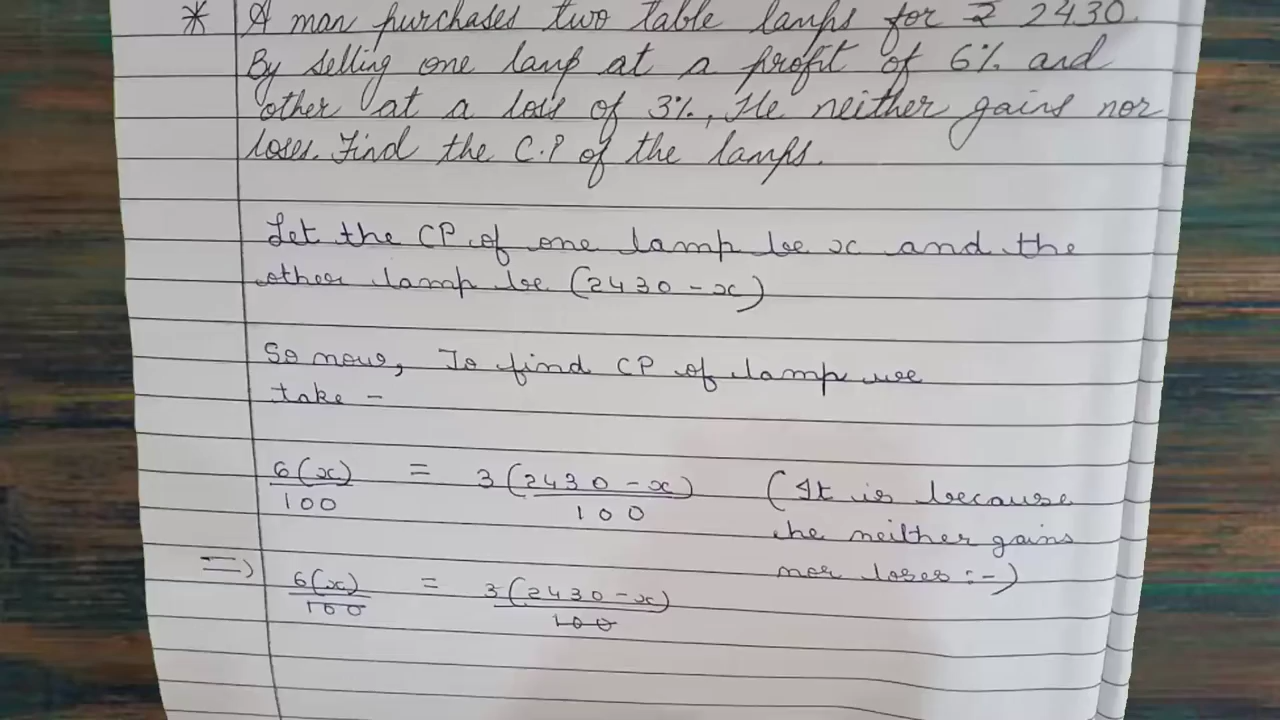 * A man purchases two table lamps for ₹ 2430.
By selling one lamp at a profit of 6% and
other at a loss of 3%, He neither gains nor
loses. Find the C.P of the lamps.
Let the CP of one lamp be x and the
other lamp be (2430 - x)
So now, To find CP of lamp we
take -
6(x)/100 = 3(2430 - x)/100 (It is because
he neither gains
nor loses :-)
=> 6(x)/100 = 3(2430 - x)/100